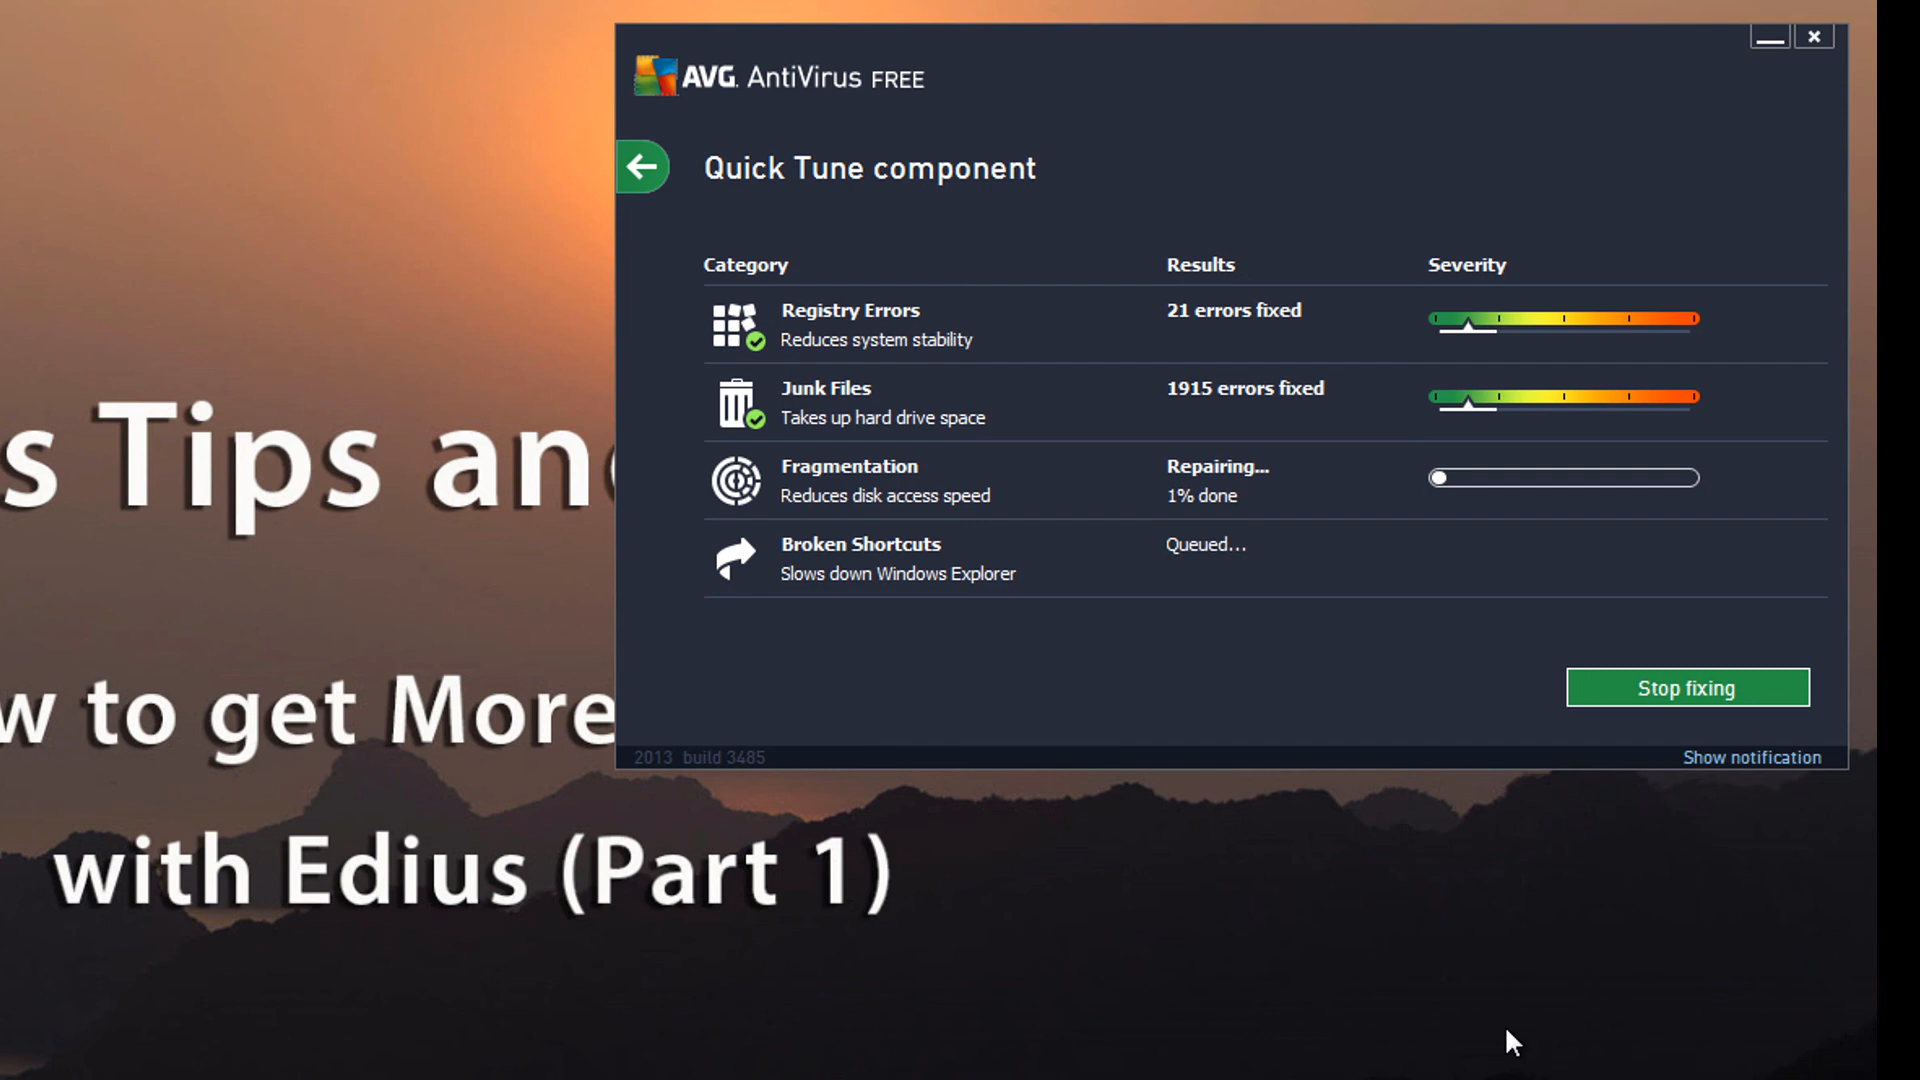 AVG. AntiVirus FREE
Quick Tune component
Category Results Severity
Registry Errors 21 errors fixed
Reduces system stability
Junk Files 1915 errors fixed
Takes up hard drive space
Fragmentation Repairing...
Reduces disk access speed 1% done
Broken Shortcuts Queued...
Slows down Windows Explorer
Stop fixing
2013 build 3485 Show notification
s Tips an
w to get More
with Edius (Part 1)